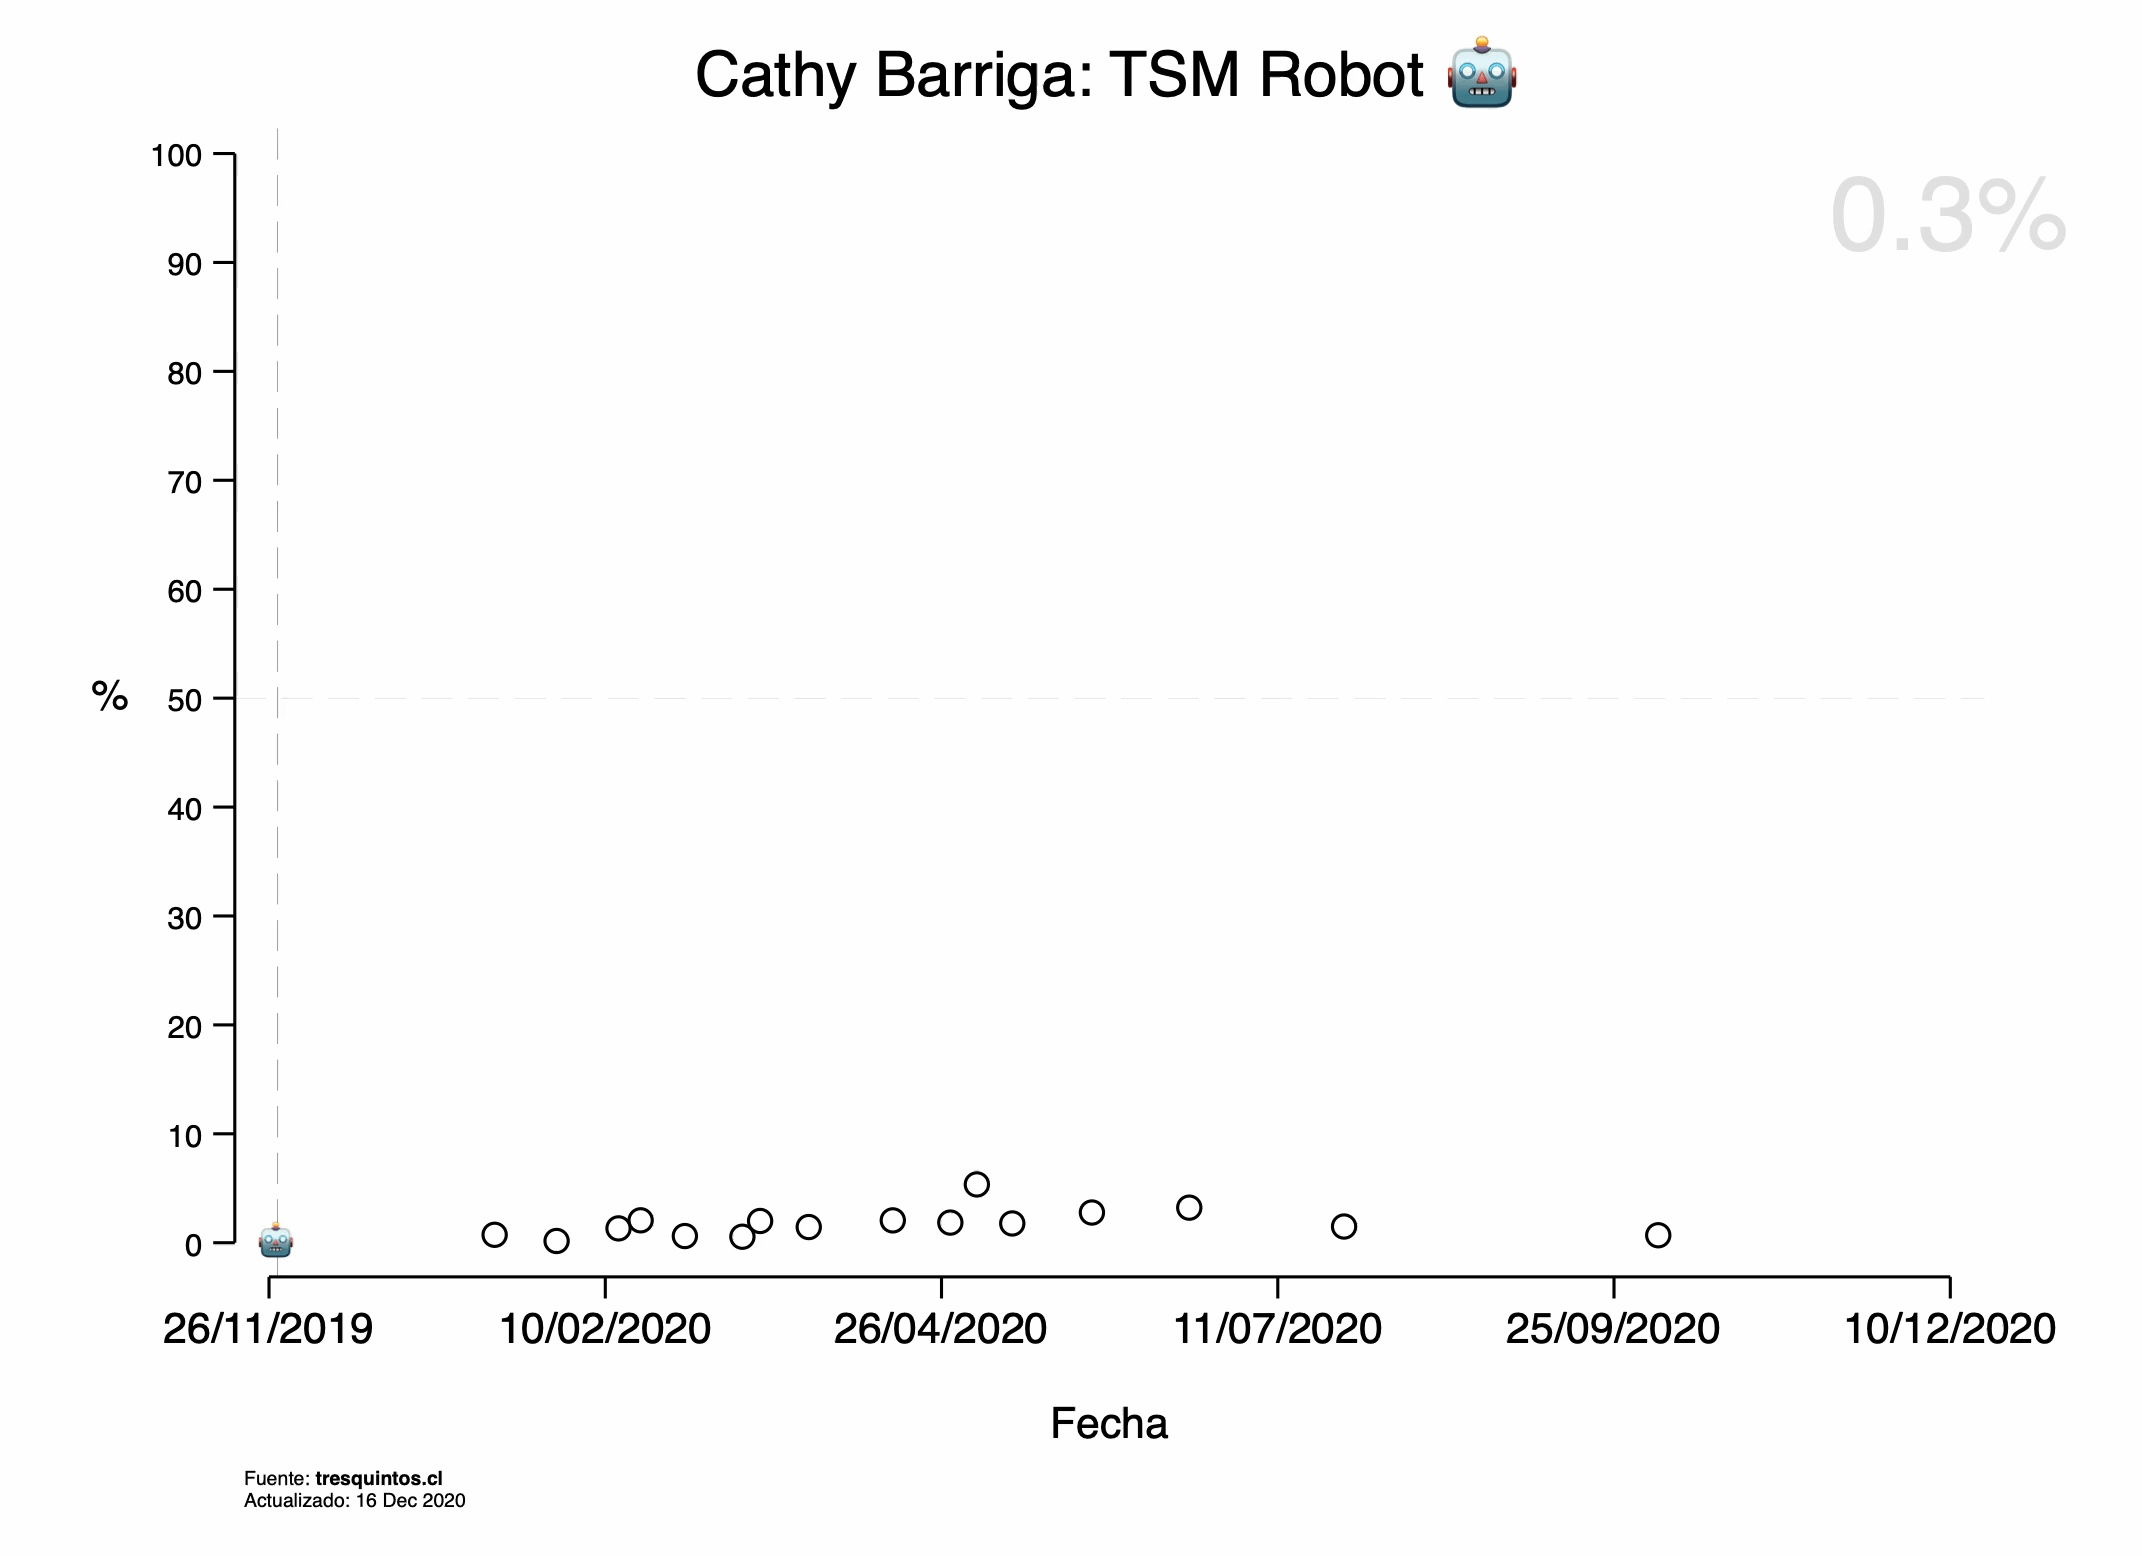 Cathy Barriga: TSM Robot 🤖
0.3%
100
90
80
70
60
% 50
40
30
20
10
0
26/11/2019 10/02/2020 26/04/2020 11/07/2020 25/09/2020 10/12/2020
Fecha
Fuente: tresquintos.cl
Actualizado: 16 Dec 2020